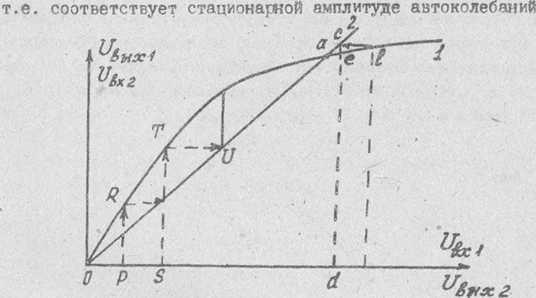 т.е. соответствует стационарной амплитуде автоколебаний
Uвых1
Uвх2
a c 2
e b 1
T
U
R
Uвх1
0 P S d
Uвых2